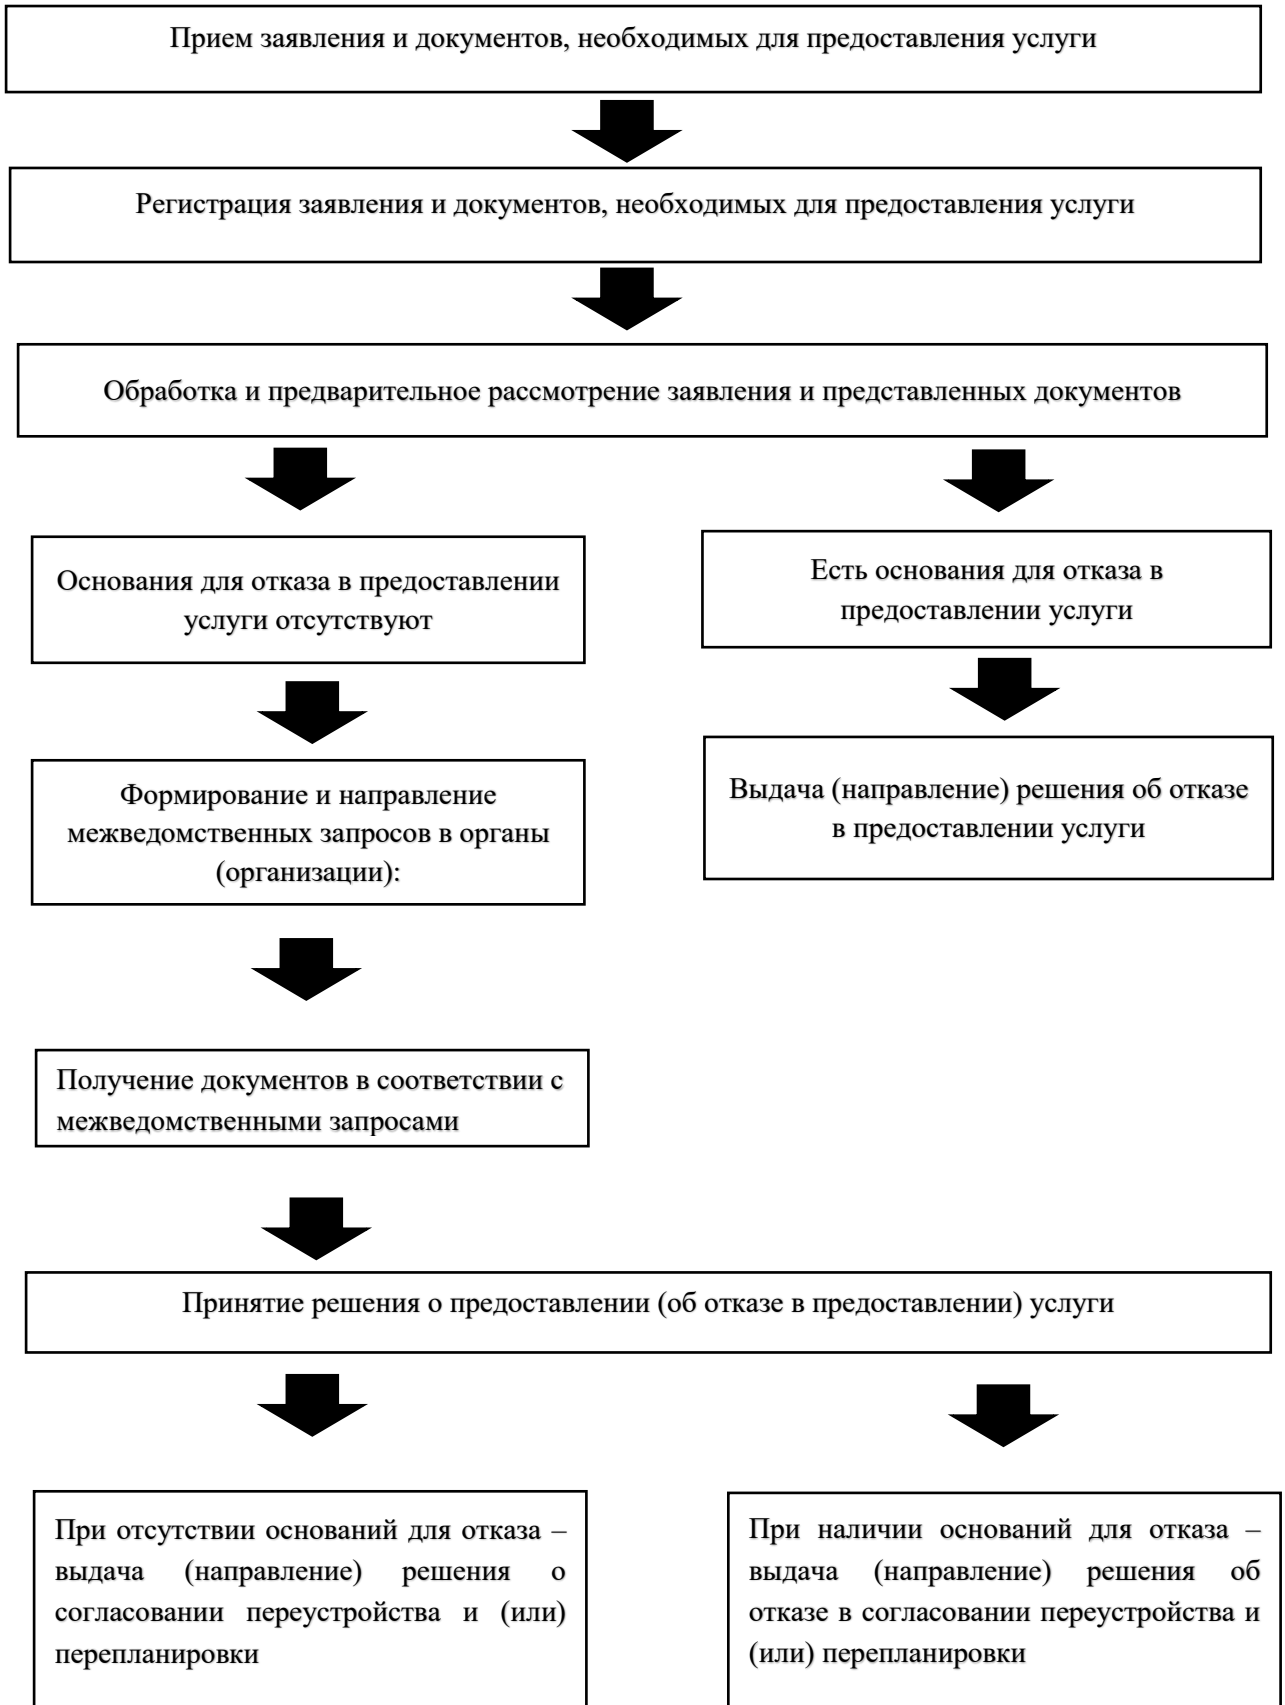 Прием заявления и документов, необходимых для предоставления услуги
Регистрация заявления и документов, необходимых для предоставления услуги
Обработка и предварительное рассмотрение заявления и представленных документов
Основания для отказа в предоставлении
услуги отсутствуют
Есть основания для отказа в
предоставлении услуги
Формирование и направление
межведомственных запросов в органы
(организации):
Выдача (направление) решения об отказе
в предоставлении услуги
Получение документов в соответствии с
межведомственными запросами
Принятие решения о предоставлении (об отказе в предоставлении) услуги
При отсутствии оснований для отказа –
выдача (направление) решения о
согласовании переустройства и (или)
перепланировки
При наличии оснований для отказа –
выдача (направление) решения об
отказе в согласовании переустройства и
(или) перепланировки